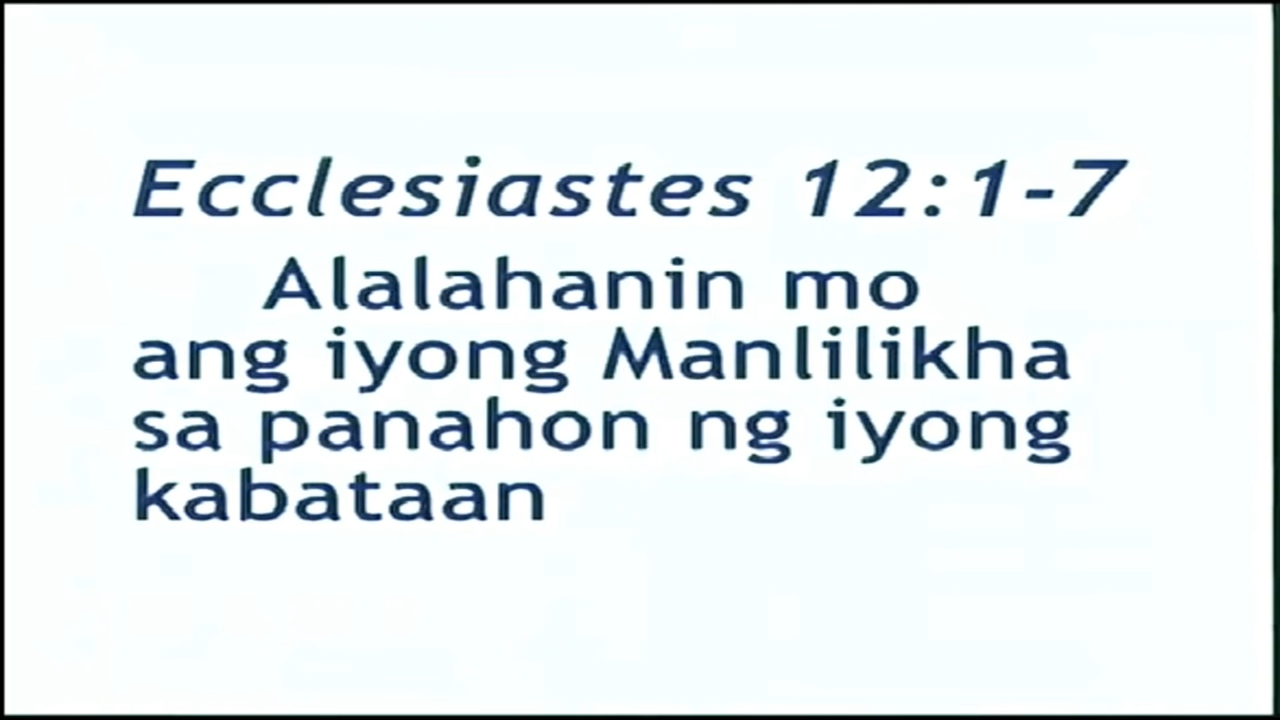 Ecclesiastes 12:1-7
Alalahanin mo
ang iyong Manlilikha
sa panahon ng iyong
kabataan